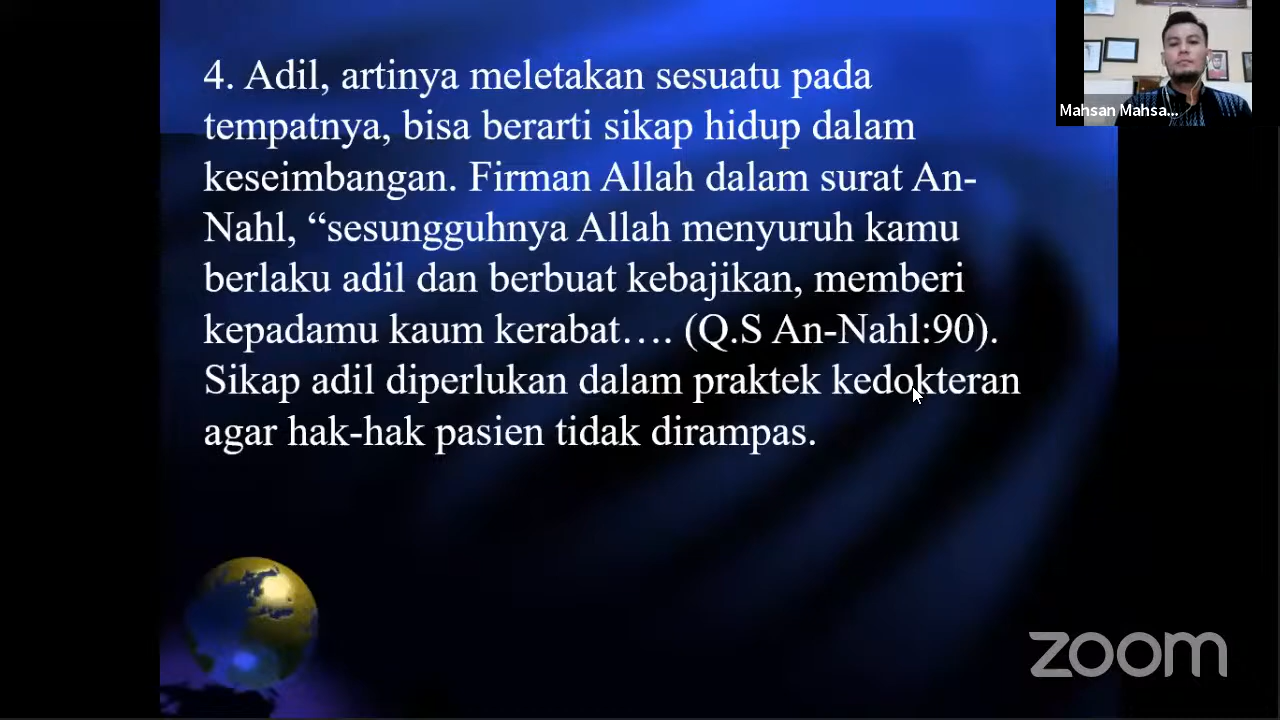 4. Adil, artinya meletakan sesuatu pada
tempatnya, bisa berarti sikap hidup dalam
keseimbangan. Firman Allah dalam surat An-
Nahl, “sesungguhnya Allah menyuruh kamu
berlaku adil dan berbuat kebajikan, memberi
kepadamu kaum kerabat…. (Q.S An-Nahl:90).
Sikap adil diperlukan dalam praktek kedokteran
agar hak-hak pasien tidak dirampas.
Mahsan Mahsa...
zoom